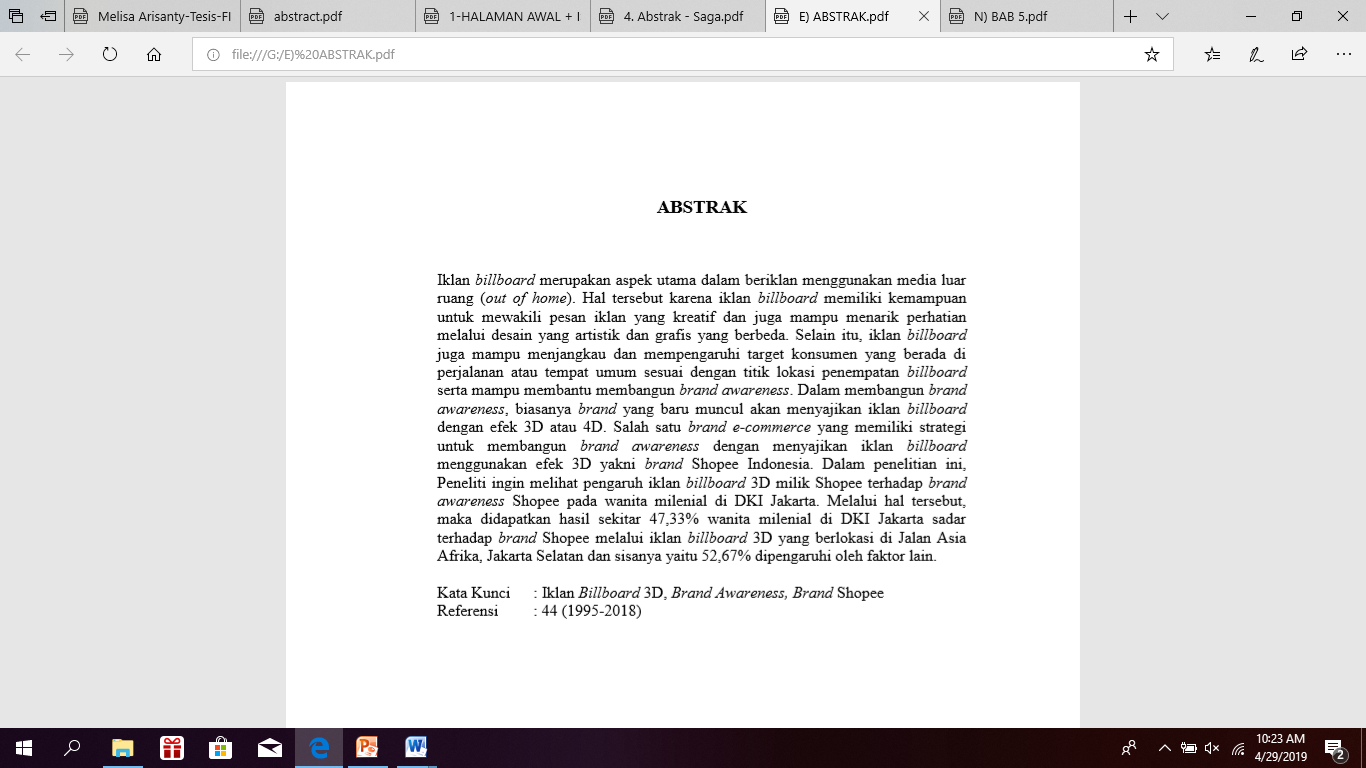 Melisa Arisanty-Tesis-FI
abstract.pdf
1-HALAMAN AWAL + I
4. Abstrak - Saga.pdf
E) ABSTRAK.pdf
N) BAB 5.pdf
file:///G:/E)%20ABSTRAK.pdf
ABSTRAK
Iklan billboard merupakan aspek utama dalam beriklan menggunakan media luar
ruang (out of home). Hal tersebut karena iklan billboard memiliki kemampuan
untuk mewakili pesan iklan yang kreatif dan juga mampu menarik perhatian
melalui desain yang artistik dan grafis yang berbeda. Selain itu, iklan billboard
juga mampu menjangkau dan mempengaruhi target konsumen yang berada di
perjalanan atau tempat umum sesuai dengan titik lokasi penempatan billboard
serta mampu membantu membangun brand awareness. Dalam membangun brand
awareness, biasanya brand yang baru muncul akan menyajikan iklan billboard
dengan efek 3D atau 4D. Salah satu brand e-commerce yang memiliki strategi
untuk membangun brand awareness dengan menyajikan iklan billboard
menggunakan efek 3D yakni brand Shopee Indonesia. Dalam penelitian ini,
Peneliti ingin melihat pengaruh iklan billboard 3D milik Shopee terhadap brand
awareness Shopee pada wanita milenial di DKI Jakarta. Melalui hal tersebut,
maka didapatkan hasil sekitar 47,33% wanita milenial di DKI Jakarta sadar
terhadap brand Shopee melalui iklan billboard 3D yang berlokasi di Jalan Asia
Afrika, Jakarta Selatan dan sisanya yaitu 52,67% dipengaruhi oleh faktor lain.
Kata Kunci : Iklan Billboard 3D, Brand Awareness, Brand Shopee
Referensi : 44 (1995-2018)
10:23 AM
4/29/2019
2